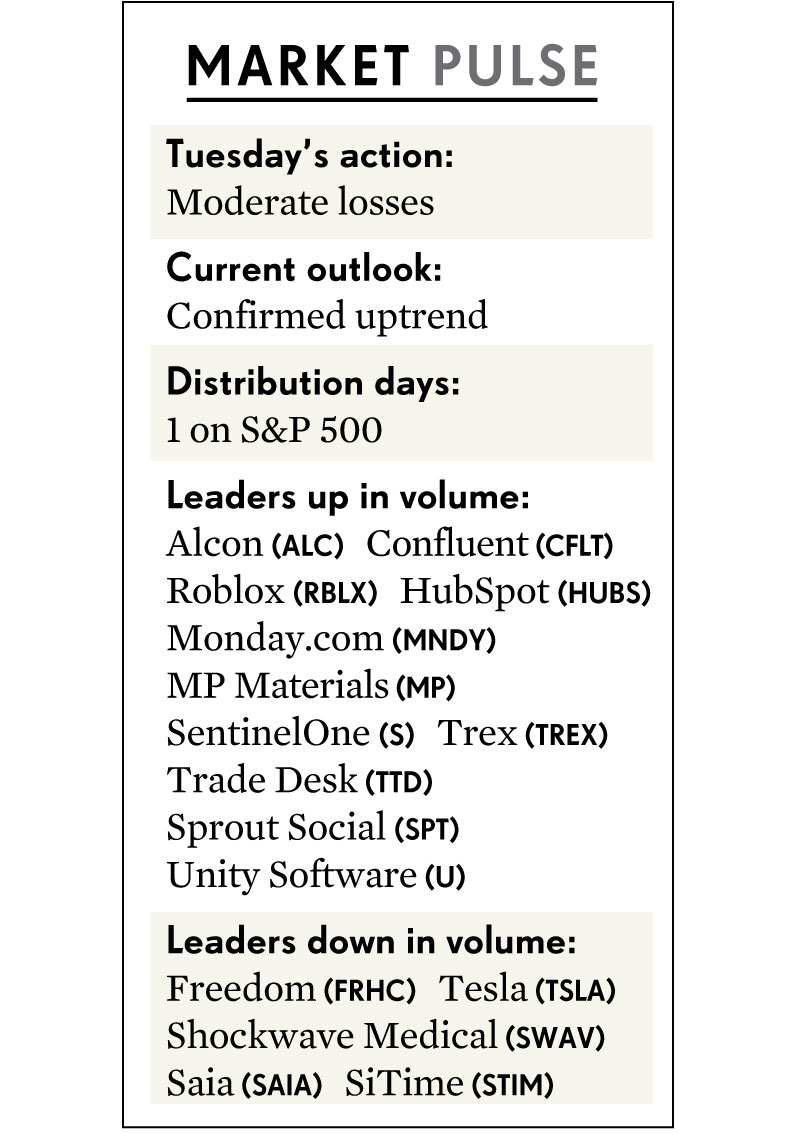 MARKET PULSE
Tuesday’s action:
Moderate losses
Current outlook:
Confirmed uptrend
Distribution days:
1 on S&P 500
Leaders up in volume:
Alcon (ALC) Confluent (CFLT)
Roblox (RBLX) HubSpot (HUBS)
Monday.com (MNDY)
MP Materials (MP)
SentinelOne (S) Trex (TREX)
Trade Desk (TTD)
Sprout Social (SPT)
Unity Software (U)
Leaders down in volume:
Freedom (FRHC) Tesla (TSLA)
Shockwave Medical (SWAV)
Saia (SAIA) SiTime (STIM)